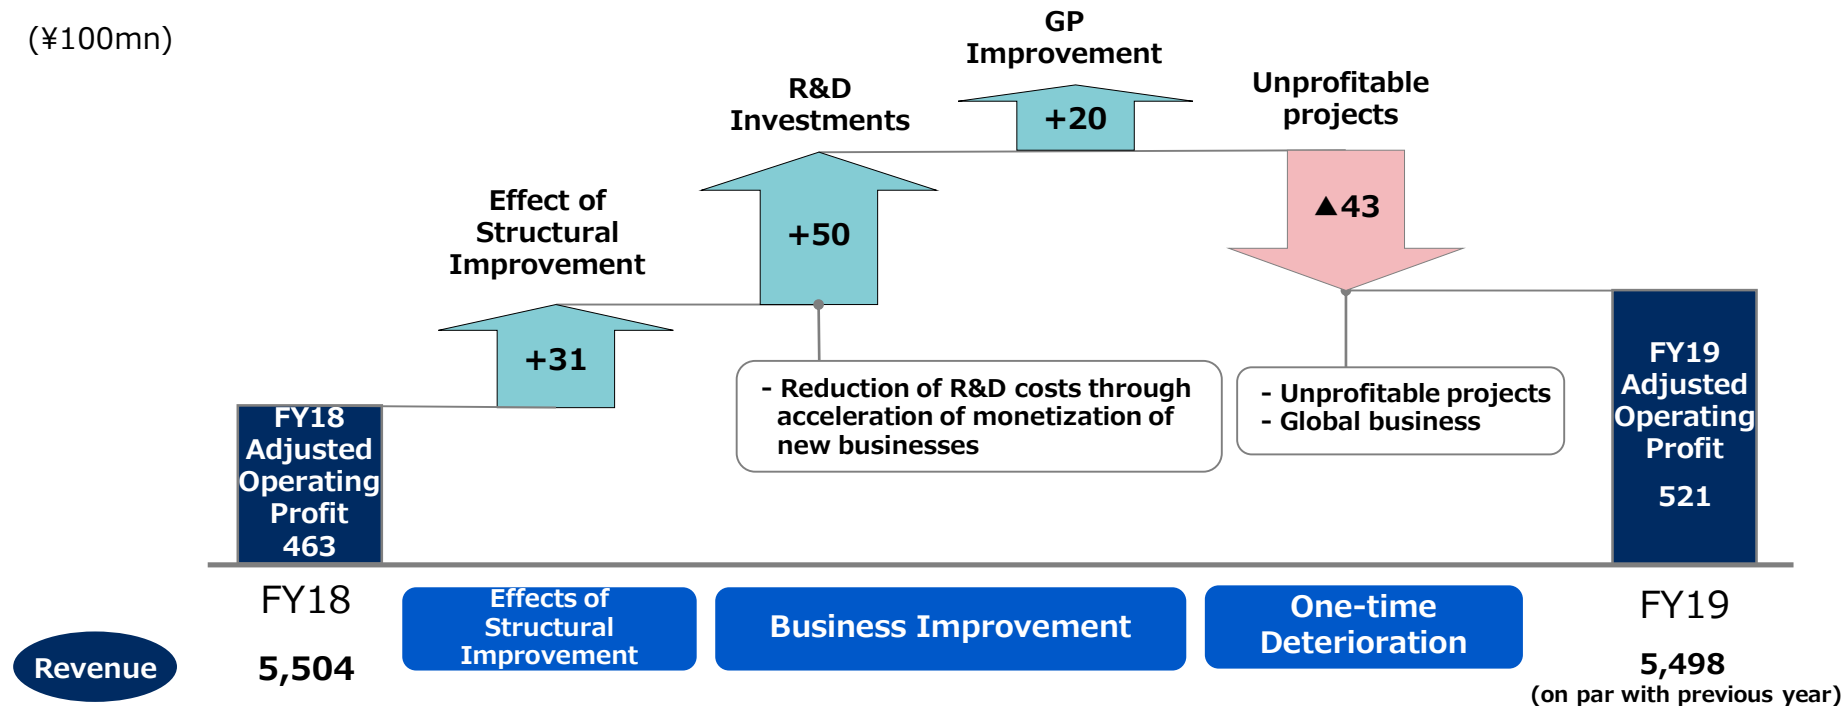 (¥100mn)
GP
Improvement
+20
R&D
Investments
+50
Unprofitable
projects
▲43
Effect of
Structural
Improvement
+31
- Reduction of R&D costs through
acceleration of monetization of
new businesses
- Unprofitable projects
- Global business
FY18
Adjusted
Operating
Profit
463
FY19
Adjusted
Operating
Profit
521
FY18
Effects of
Structural
Improvement
Business Improvement
One-time
Deterioration
FY19
Revenue
5,504
5,498
(on par with previous year)